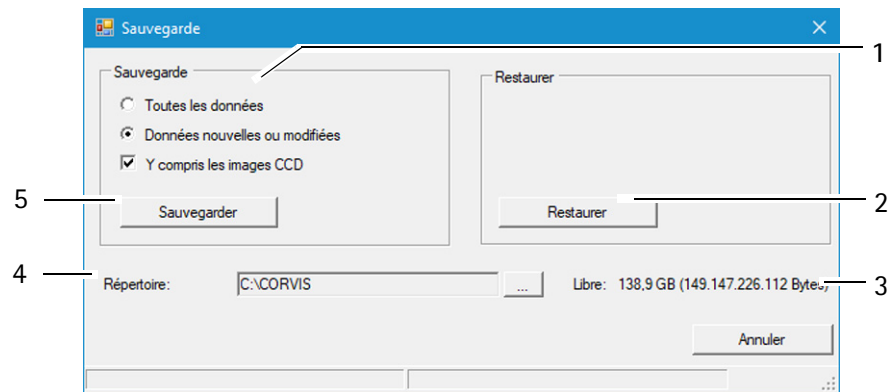 Sauvegarde
1
Sauvegarde
Restaurer
Toutes les données
Données nouvelles ou modifiées
Y compris les images CCD
5
Sauvegarder
Restaurer
2
4
Répertoire:
C:\CORVIS
...
Libre: 138,9 GB (149.147.226.112 Bytes)
3
Annuler